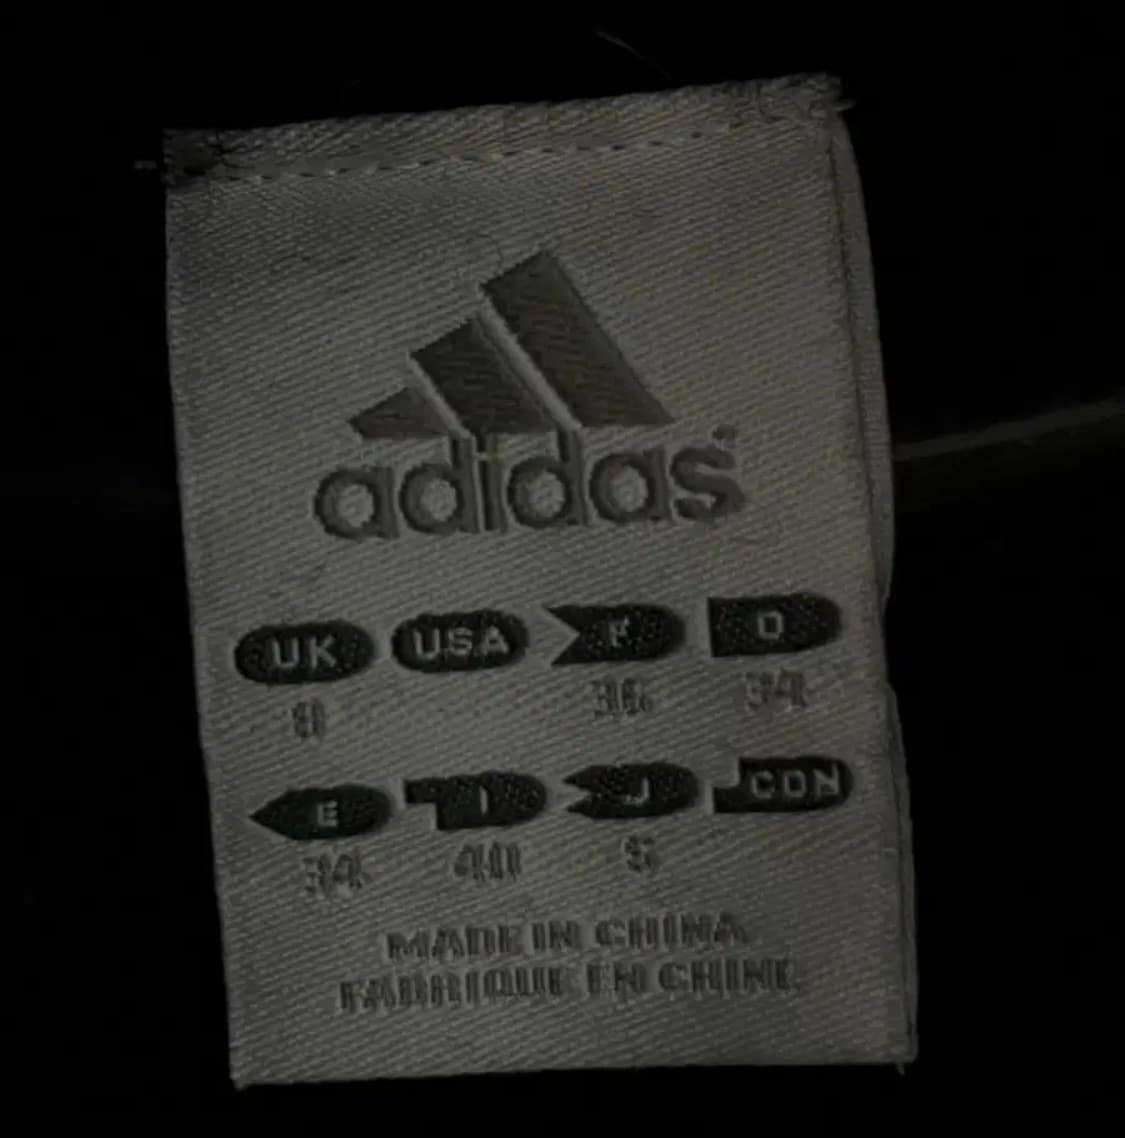 adidas
UK USA F D
8 36 34
E I J CDN
34 40 S
MADE IN CHINA
FABRIQUE EN CHINE